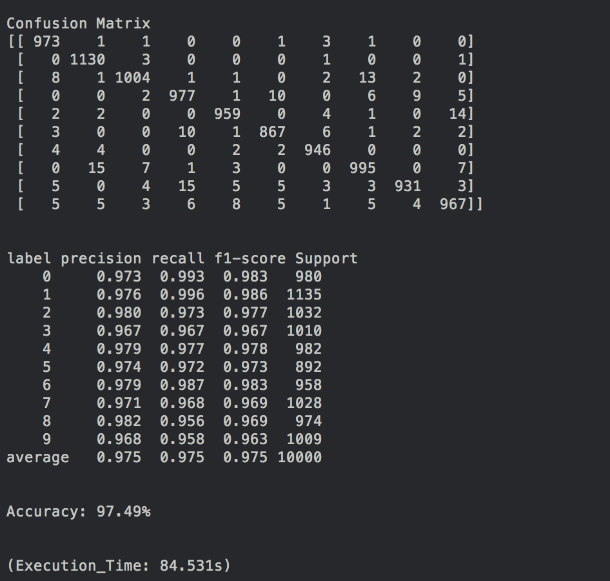 Confusion Matrix
[[ 973 1 1 0 0 1 3 1 0 0]
[ 0 1130 3 0 0 0 1 0 0 1]
[ 8 1 1004 1 1 0 2 13 2 0]
[ 0 0 2 977 1 10 0 6 9 5]
[ 2 2 0 0 959 0 4 1 0 14]
[ 3 0 0 10 1 867 6 1 2 2]
[ 4 4 0 0 2 2 946 0 0 0]
[ 0 15 7 1 3 0 0 995 0 7]
[ 5 0 4 15 5 5 3 3 931 3]
[ 5 5 3 6 8 5 1 5 4 967]]
label precision recall f1-score Support
0 0.973 0.993 0.983 980
1 0.976 0.996 0.986 1135
2 0.980 0.973 0.977 1032
3 0.967 0.967 0.967 1010
4 0.979 0.977 0.978 982
5 0.974 0.972 0.973 892
6 0.979 0.987 0.983 958
7 0.971 0.968 0.969 1028
8 0.982 0.956 0.969 974
9 0.968 0.958 0.963 1009
average 0.975 0.975 0.975 10000
Accuracy: 97.49%
(Execution_Time: 84.531s)